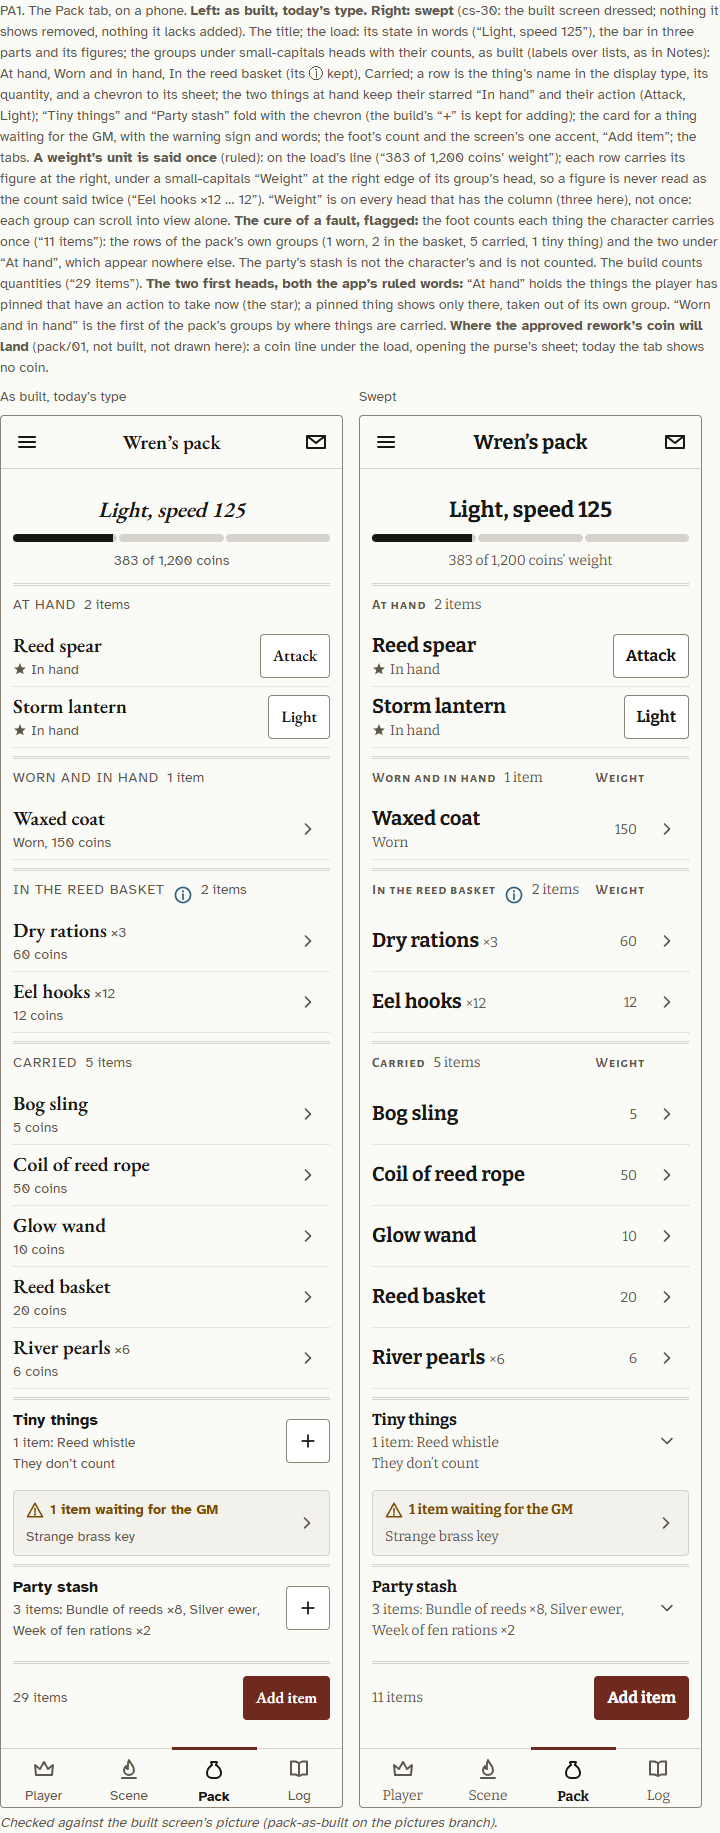 PA1. The Pack tab, on a phone. Left: as built, today’s type. Right: swept (cs-30: the built screen dressed; nothing it
shows removed, nothing it lacks added). The title; the load: its state in words (“Light, speed 125”), the bar in three
parts and its figures; the groups under small-capitals heads with their counts, as built (labels over lists, as in Notes):
At hand, Worn and in hand, In the reed basket (its ⓘ kept), Carried; a row is the thing’s name in the display type, its
quantity, and a chevron to its sheet; the two things at hand keep their starred “In hand” and their action (Attack,
Light); “Tiny things” and “Party stash” fold with the chevron (the build’s “+” is kept for adding); the card for a thing
waiting for the GM, with the warning sign and words; the foot’s count and the screen’s one accent, “Add item”; the
tabs. A weight’s unit is said once (ruled): on the load’s line (“383 of 1,200 coins’ weight”); each row carries its
figure at the right, under a small-capitals “Weight” at the right edge of its group’s head, so a figure is never read as
the count said twice (“Eel hooks ×12 … 12”). “Weight” is on every head that has the column (three here), not once:
each group can scroll into view alone. The cure of a fault, flagged: the foot counts each thing the character carries
once (“11 items”): the rows of the pack’s own groups (1 worn, 2 in the basket, 5 carried, 1 tiny thing) and the two under
“At hand”, which appear nowhere else. The party’s stash is not the character’s and is not counted. The build counts
quantities (“29 items”). The two first heads, both the app’s ruled words: “At hand” holds the things the player has
pinned that have an action to take now (the star); a pinned thing shows only there, taken out of its own group. “Worn
and in hand” is the first of the pack’s groups by where things are carried. Where the approved rework’s coin will
land (pack/01, not built, not drawn here): a coin line under the load, opening the purse’s sheet; today the tab shows
no coin.
As built, today’s type
Wren’s pack
Light, speed 125
383 of 1,200 coins
AT HAND 2 items
Reed spear
★ In hand
Attack
Storm lantern
★ In hand
Light
WORN AND IN HAND 1 item
Waxed coat
Worn, 150 coins
IN THE REED BASKET ⓘ 2 items
Dry rations ×3
60 coins
Eel hooks ×12
12 coins
CARRIED 5 items
Bog sling
5 coins
Coil of reed rope
50 coins
Glow wand
10 coins
Reed basket
20 coins
River pearls ×6
6 coins
Tiny things
1 item: Reed whistle
They don’t count
+
1 item waiting for the GM
Strange brass key
Party stash
3 items: Bundle of reeds ×8, Silver ewer,
Week of fen rations ×2
+
29 items
Add item
Player Scene Pack Log
Swept
Wren’s pack
Light, speed 125
383 of 1,200 coins’ weight
AT HAND 2 items
Reed spear
★ In hand
Attack
Storm lantern
★ In hand
Light
WORN AND IN HAND 1 item WEIGHT
Waxed coat
Worn
150
IN THE REED BASKET ⓘ 2 items WEIGHT
Dry rations ×3 60
Eel hooks ×12 12
CARRIED 5 items WEIGHT
Bog sling 5
Coil of reed rope 50
Glow wand 10
Reed basket 20
River pearls ×6 6
Tiny things
1 item: Reed whistle
They don’t count
1 item waiting for the GM
Strange brass key
Party stash
3 items: Bundle of reeds ×8, Silver ewer,
Week of fen rations ×2
11 items
Add item
Player Scene Pack Log
Checked against the built screen’s picture (pack-as-built on the pictures branch).